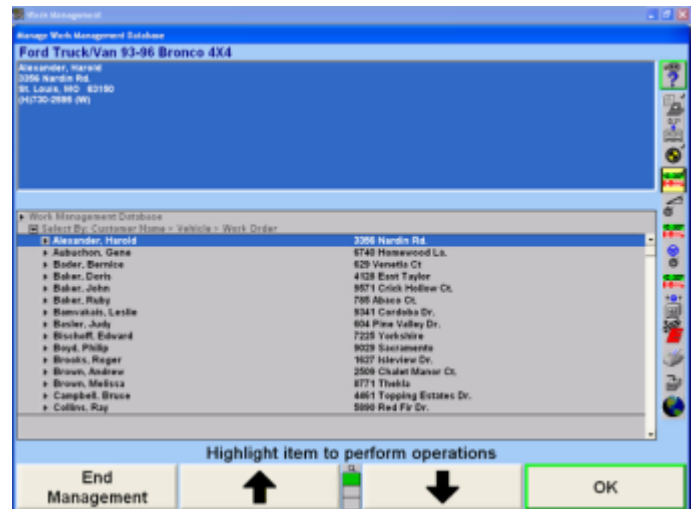 Work Management
Manage Work Management Database
Ford Truck/Van 93-96 Bronco 4X4
Alexander, Harold
3356 Nardin Rd.
St. Louis, MO 63150
(H)730-2595 (W)
Work Management Database
Select By: Customer Name > Vehicle > Work Order
Alexander, Harold 3356 Nardin Rd.
Aubuchon, Gene 6740 Homewood Ln.
Bader, Bernice 629 Venetis Ct
Baker, Doris 4128 East Taylor
Baker, John 9571 Crick Hollow Ct.
Baker, Ruby 785 Abaco Ct.
Bamvakais, Leslie 9341 Cordoba Dr.
Basler, Judy 604 Pine Valley Dr.
Bischoff, Edward 7225 Yorkshire
Boyd, Philip 9029 Sacramento
Brooks, Roger 1627 Isleview Dr.
Brown, Andrew 2509 Chalet Manor Ct.
Brown, Melissa 8771 Thekla
Campbell, Bruce 4461 Topping Estates Dr.
Collins, Ray 5890 Red Fir Dr.
Highlight item to perform operations
End Management
OK